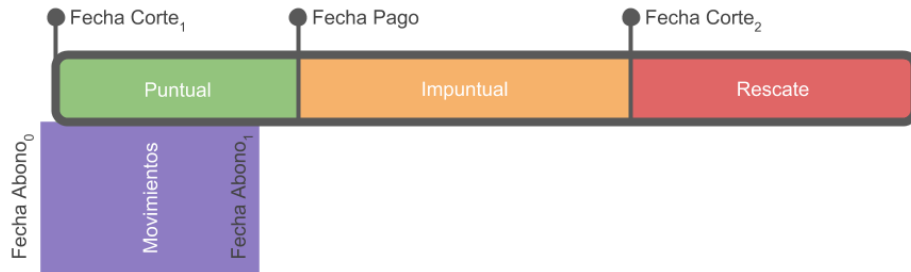 Fecha Corte₁
Fecha Pago
Fecha Corte₂
Puntual
Impuntual
Rescate
Fecha Abono₀
Movimientos
Fecha Abono₁